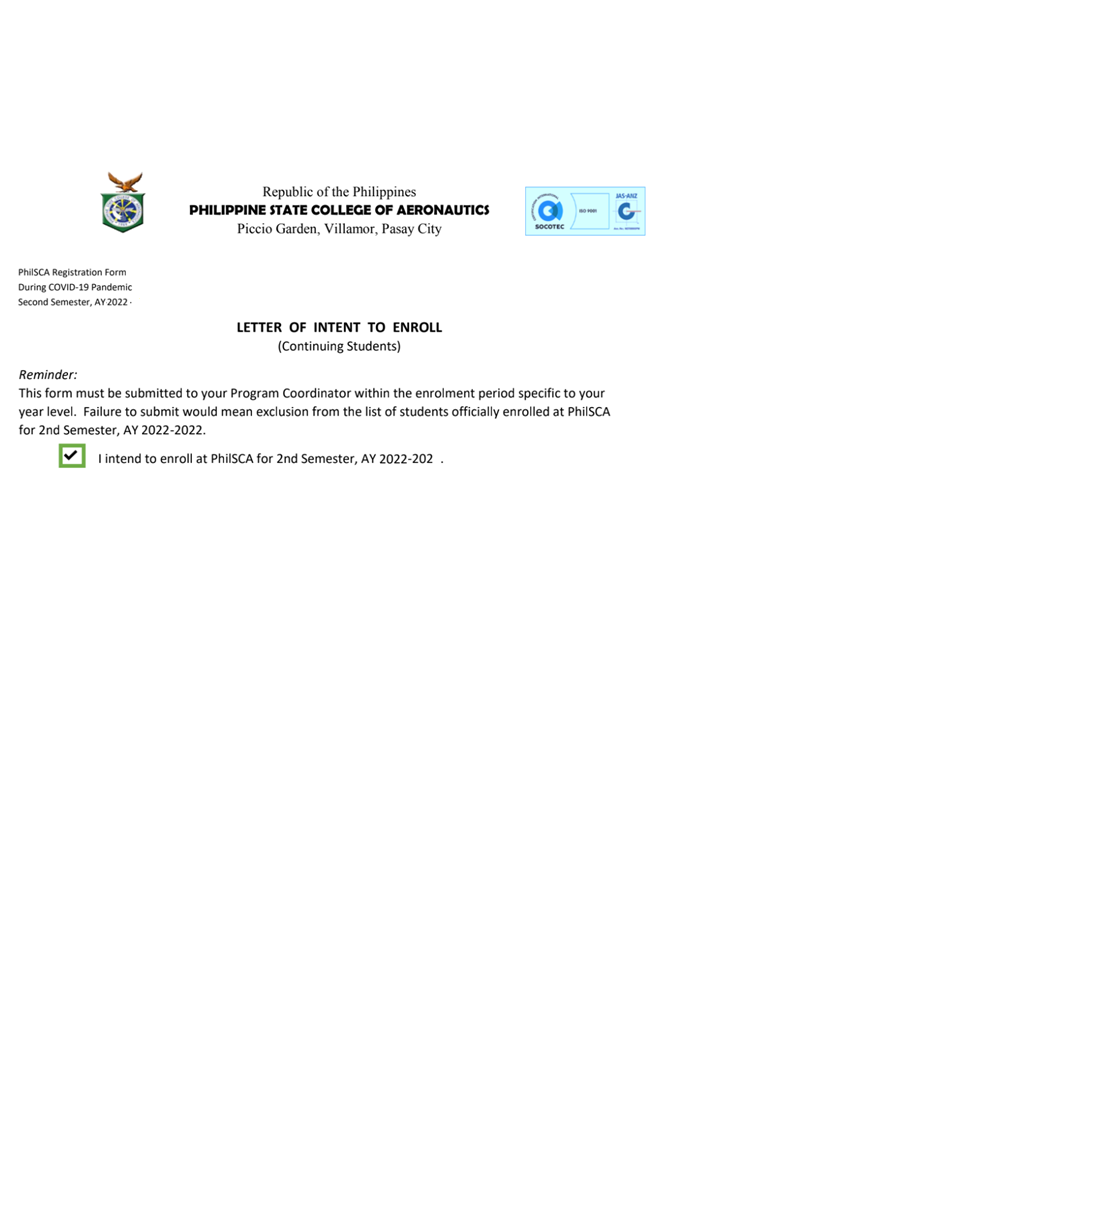 Republic of the Philippines
PHILIPPINE STATE COLLEGE OF AERONAUTICS
Piccio Garden, Villamor, Pasay City
SOCOTEC
ISO 9001
JAS-ANZ
PhilSCA Registration Form
During COVID-19 Pandemic
Second Semester, AY 2022 -
LETTER OF INTENT TO ENROLL
(Continuing Students)
Reminder:
This form must be submitted to your Program Coordinator within the enrolment period specific to your
year level. Failure to submit would mean exclusion from the list of students officially enrolled at PhilSCA
for 2nd Semester, AY 2022-2022.
I intend to enroll at PhilSCA for 2nd Semester, AY 2022-202 .